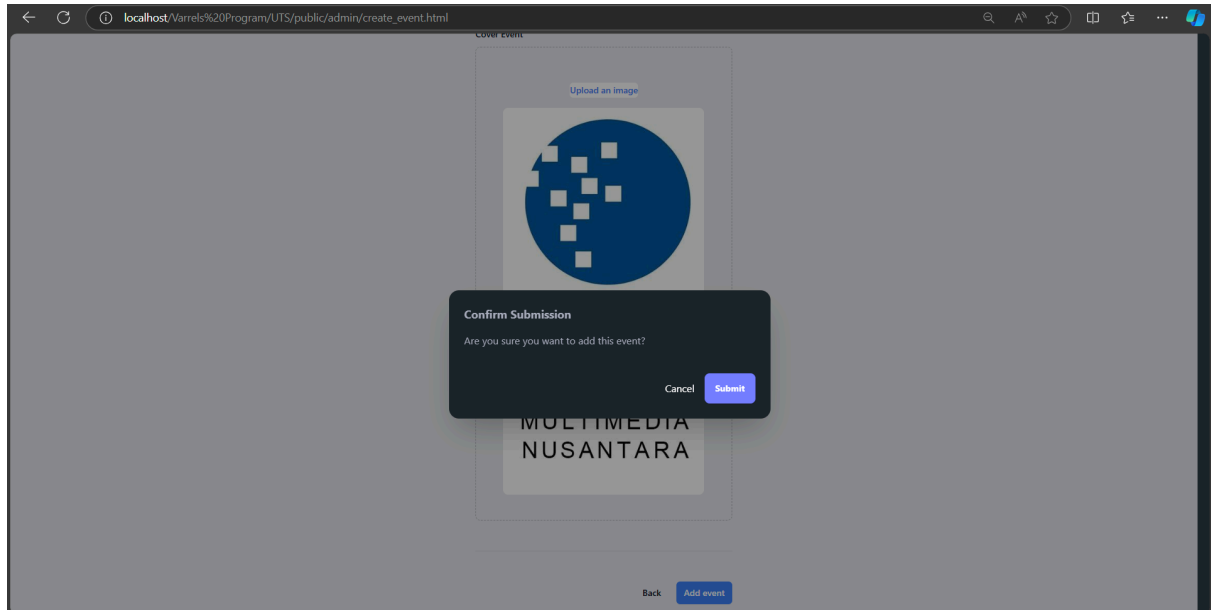 localhost/Varrels%20Program/UTS/public/admin/create_event.html
Cover Event
Upload an image
Confirm Submission
Are you sure you want to add this event?
Cancel
Submit
MULTIMEDIA
NUSANTARA
Back
Add event